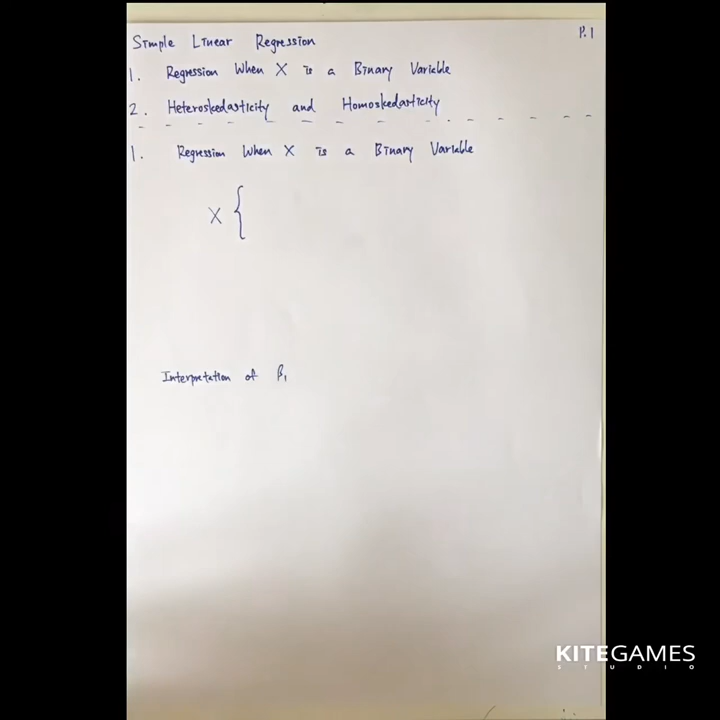 Simple Linear Regression
P.1
1. Regression When X is a Binary Variable
2. Heteroskedasticity and Homoskedasticity
1. Regression When X is a Binary Variable
X {
Interpretation of β₁
KITEGAMES
STUDIO